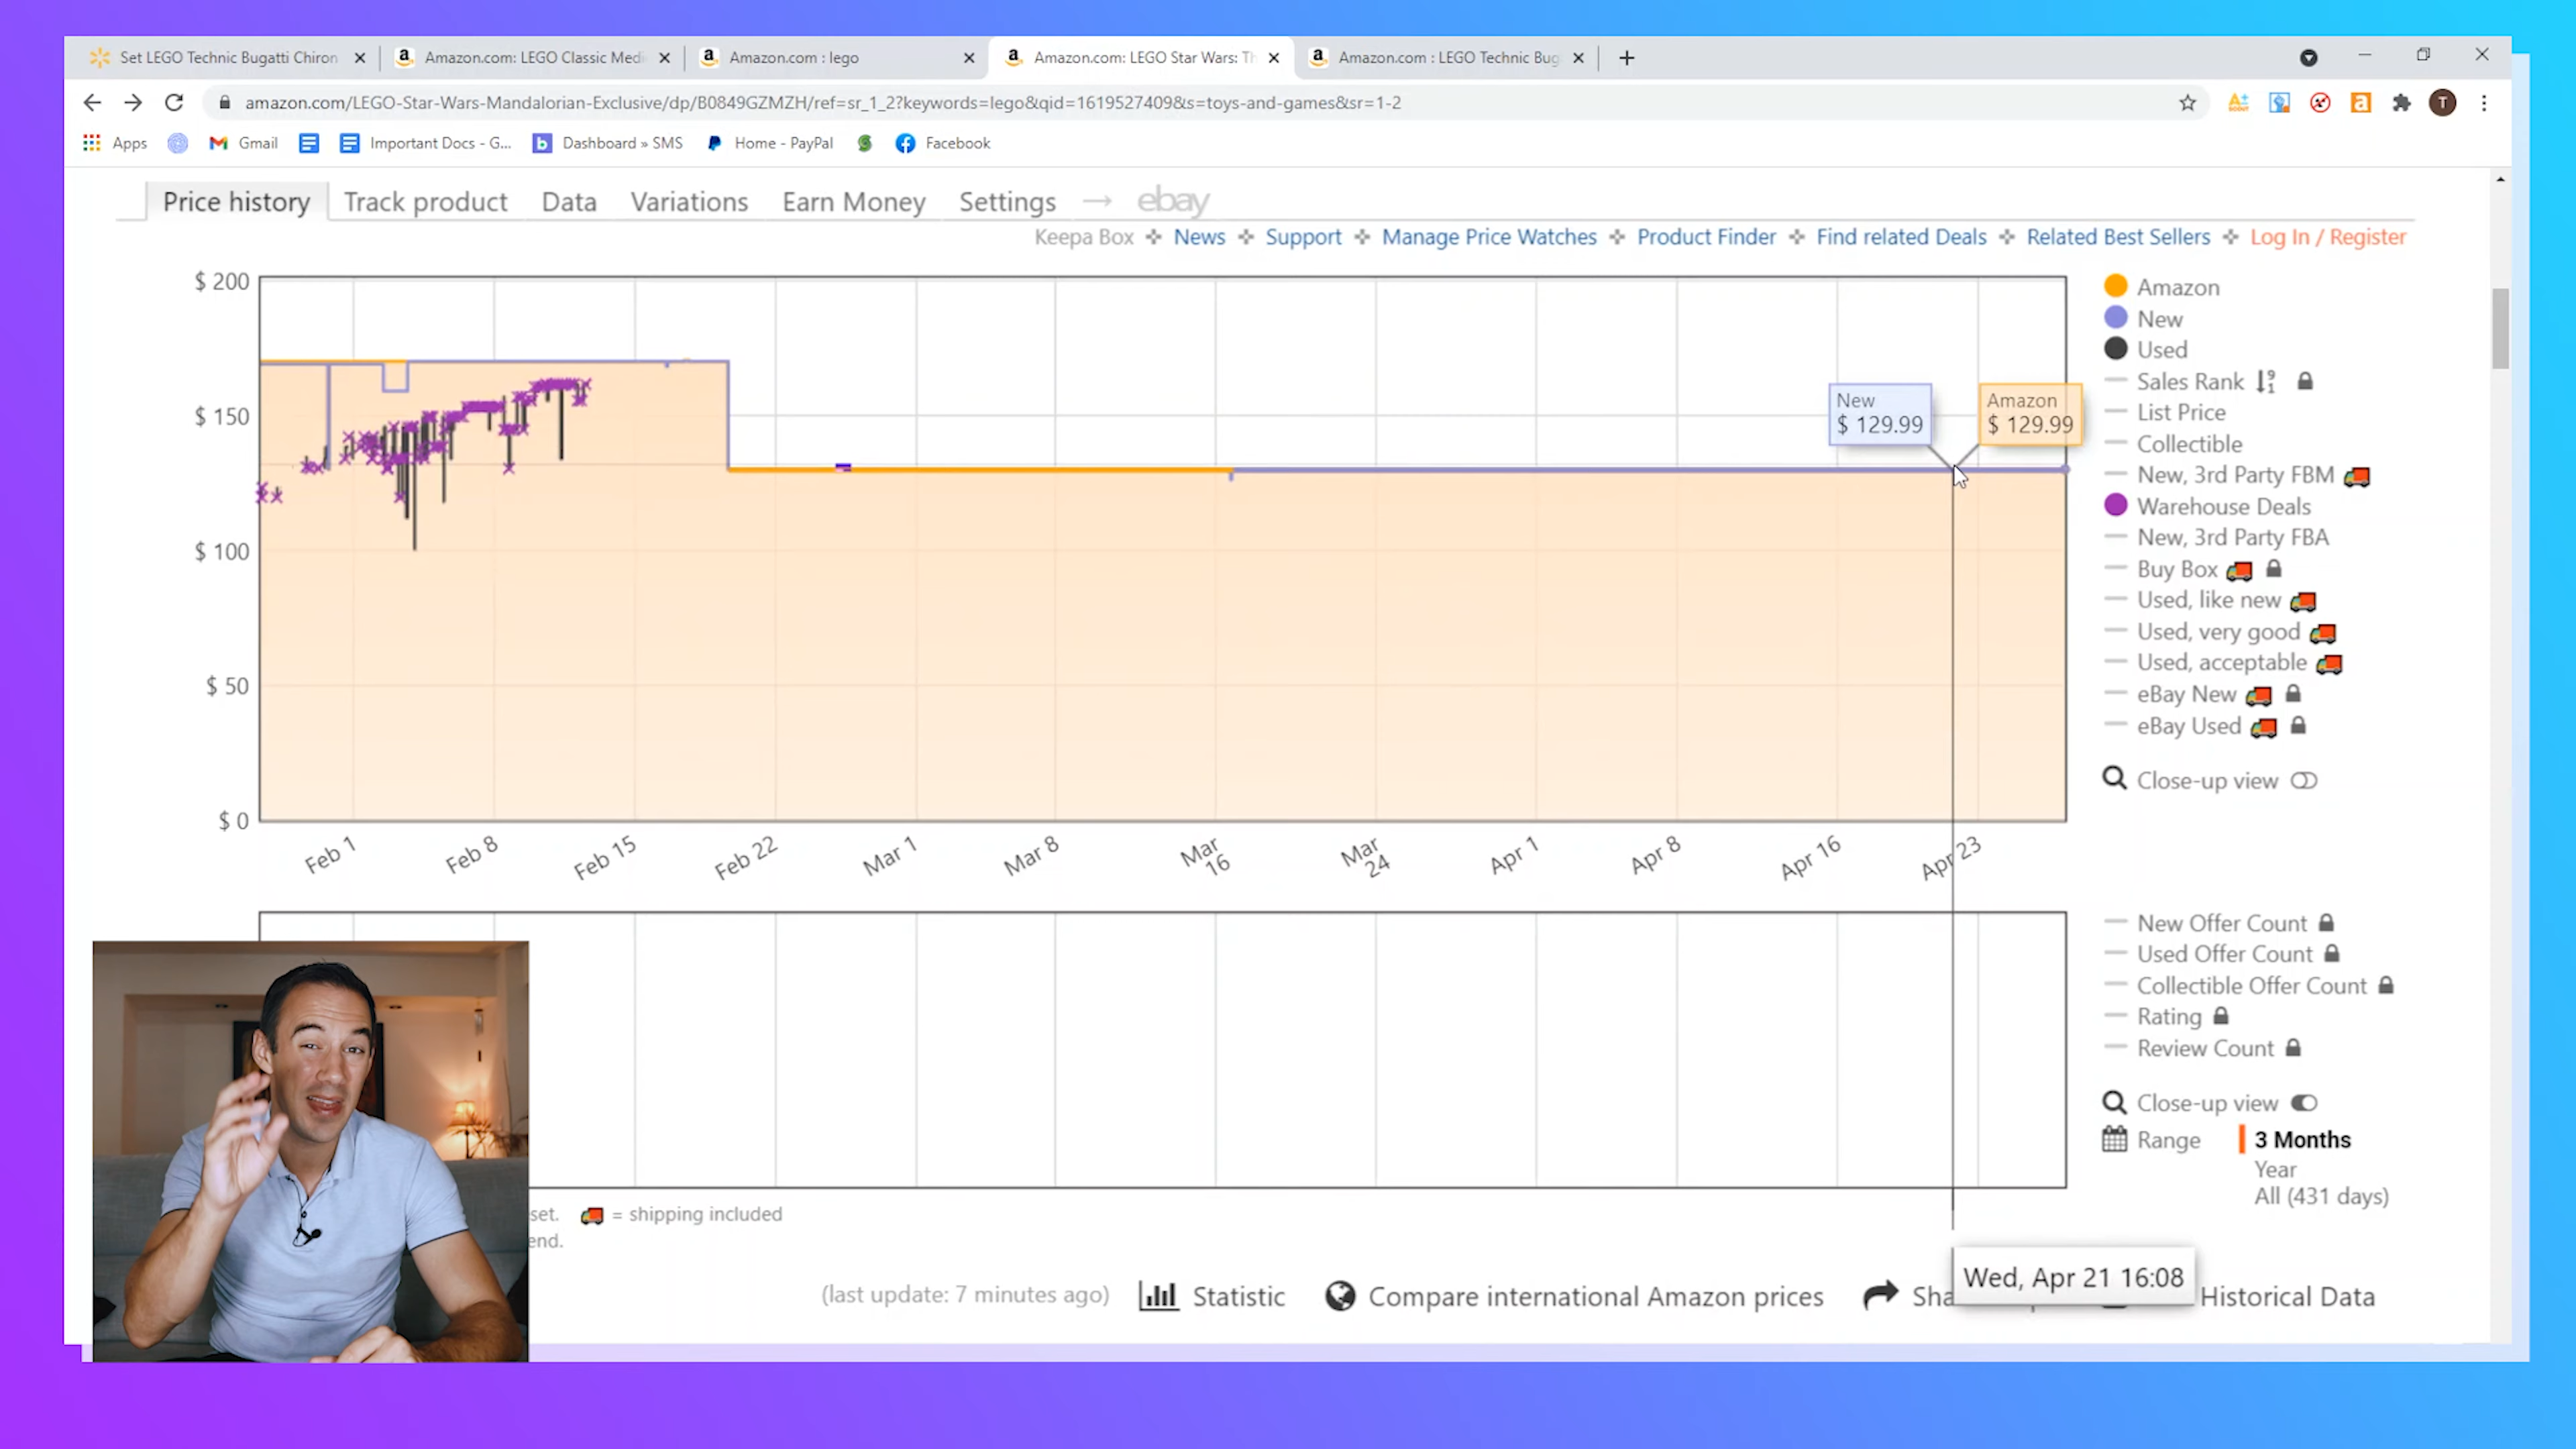 Set LEGO Technic Bugatti Chiron
Amazon.com: LEGO Classic Medi
Amazon.com : lego
Amazon.com: LEGO Star Wars: Th
Amazon.com : LEGO Technic Bug
amazon.com/LEGO-Star-Wars-Mandalorian-Exclusive/dp/B0849GZMZH/ref=sr_1_2?keywords=lego&qid=1619527409&s=toys-and-games&sr=1-2
T
Apps
Gmail
Important Docs - G...
Dashboard » SMS
Home - PayPal
Facebook
Price history
Track product
Data
Variations
Earn Money
Settings
ebay
Keepa Box
News
Support
Manage Price Watches
Product Finder
Find related Deals
Related Best Sellers
Log In / Register
$ 200
$ 150
$ 100
$ 50
$ 0
New
$ 129.99
Amazon
$ 129.99
Feb 1
Feb 8
Feb 15
Feb 22
Mar 1
Mar 8
Mar
16
Mar
24
Apr 1
Apr 8
Apr 16
Apr 23
Amazon
New
Used
Sales Rank
List Price
Collectible
New, 3rd Party FBM
Warehouse Deals
New, 3rd Party FBA
Buy Box
Used, like new
Used, very good
Used, acceptable
eBay New
eBay Used
Close-up view
New Offer Count
Used Offer Count
Collectible Offer Count
Rating
Review Count
Close-up view
Range
3 Months
Year
All (431 days)
set.
= shipping included
end.
(last update: 7 minutes ago)
Statistic
Compare international Amazon prices
Sha
Wed, Apr 21 16:08
Historical Data